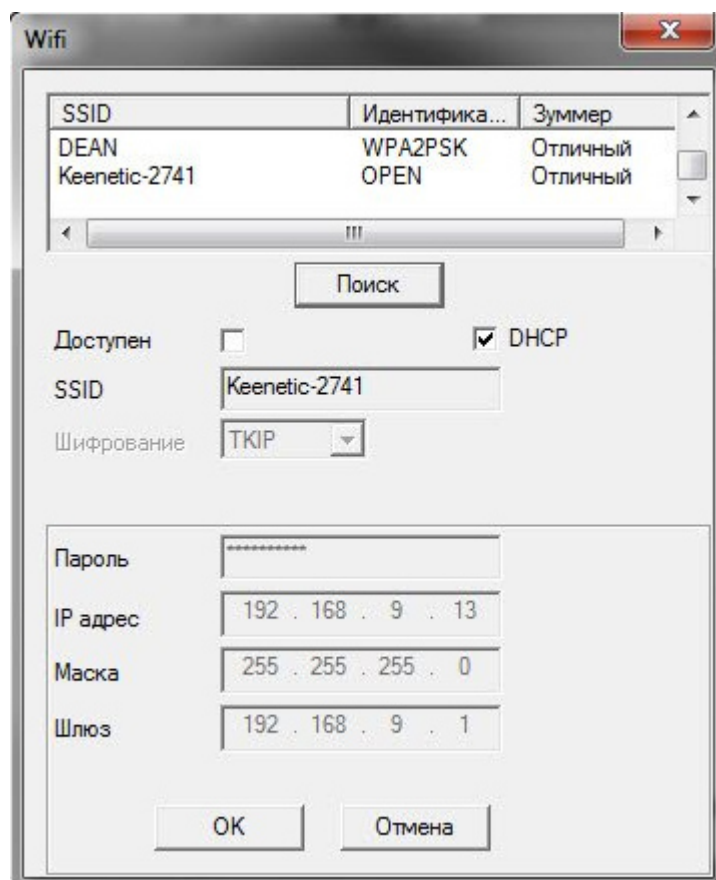 Wifi
SSID Идентифика... Зуммер
DEAN WPA2PSK Отличный
Keenetic-2741 OPEN Отличный
Поиск
Доступен DHCP
SSID Keenetic-2741
Шифрование TKIP
Пароль **********
IP адрес 192 . 168 . 9 . 13
Маска 255 . 255 . 255 . 0
Шлюз 192 . 168 . 9 . 1
OK Отмена